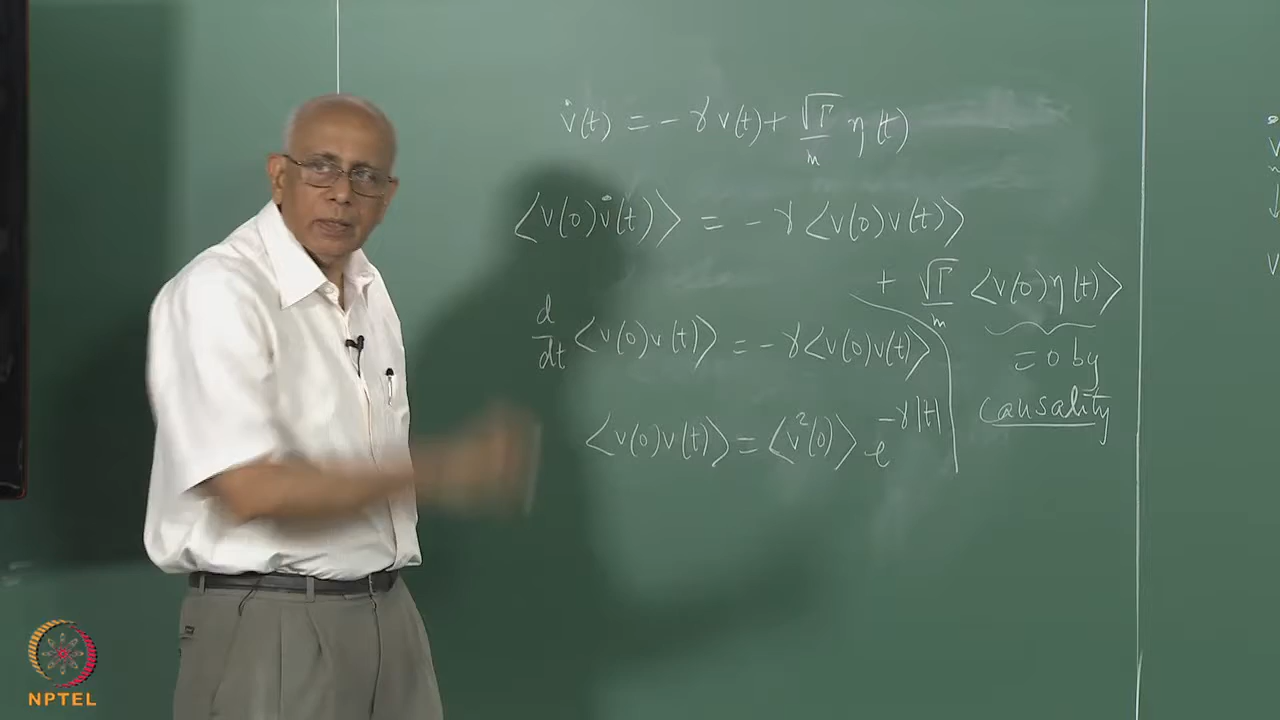 v̇(t) = - γ v(t) + √Γ/m η(t)
⟨v(0) v̇(t)⟩ = - γ ⟨v(0) v(t)⟩
+ √Γ/m ⟨v(0) η(t)⟩
d/dt ⟨v(0) v(t)⟩ = - γ ⟨v(0) v(t)⟩
= 0 by
causality
⟨v(0) v(t)⟩ = ⟨v²(0)⟩ e^{-γ|t|}
NPTEL